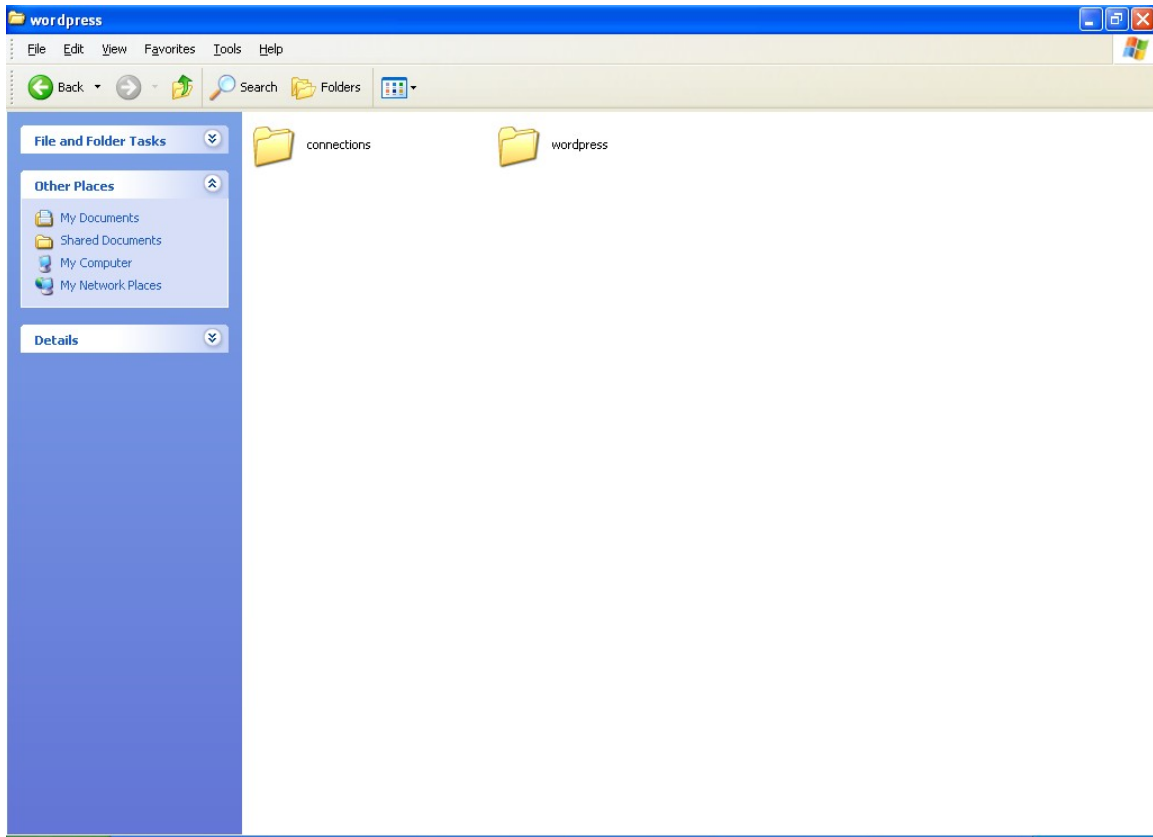 wordpress
File Edit View Favorites Tools Help
Back Search Folders
File and Folder Tasks
Other Places
My Documents
Shared Documents
My Computer
My Network Places
Details
connections wordpress